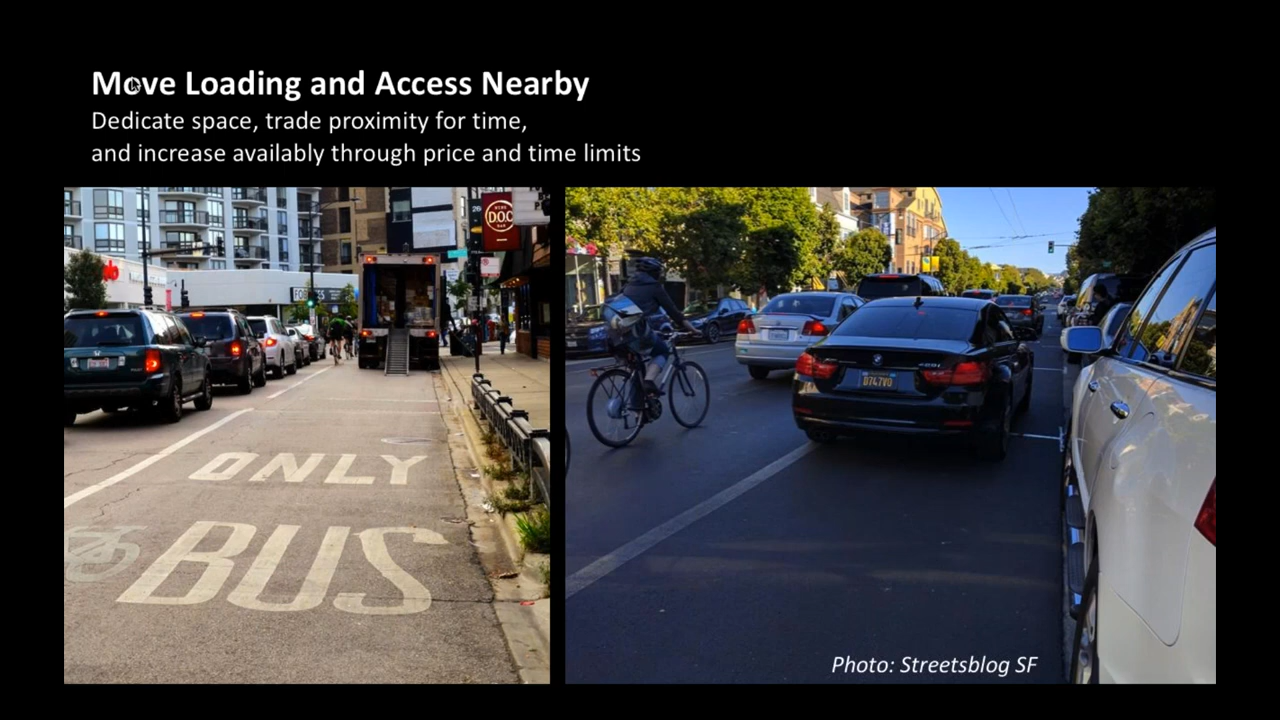 Move Loading and Access Nearby
Dedicate space, trade proximity for time,
and increase availably through price and time limits
D.O.C
ONLY
BUS
Photo: Streetsblog SF